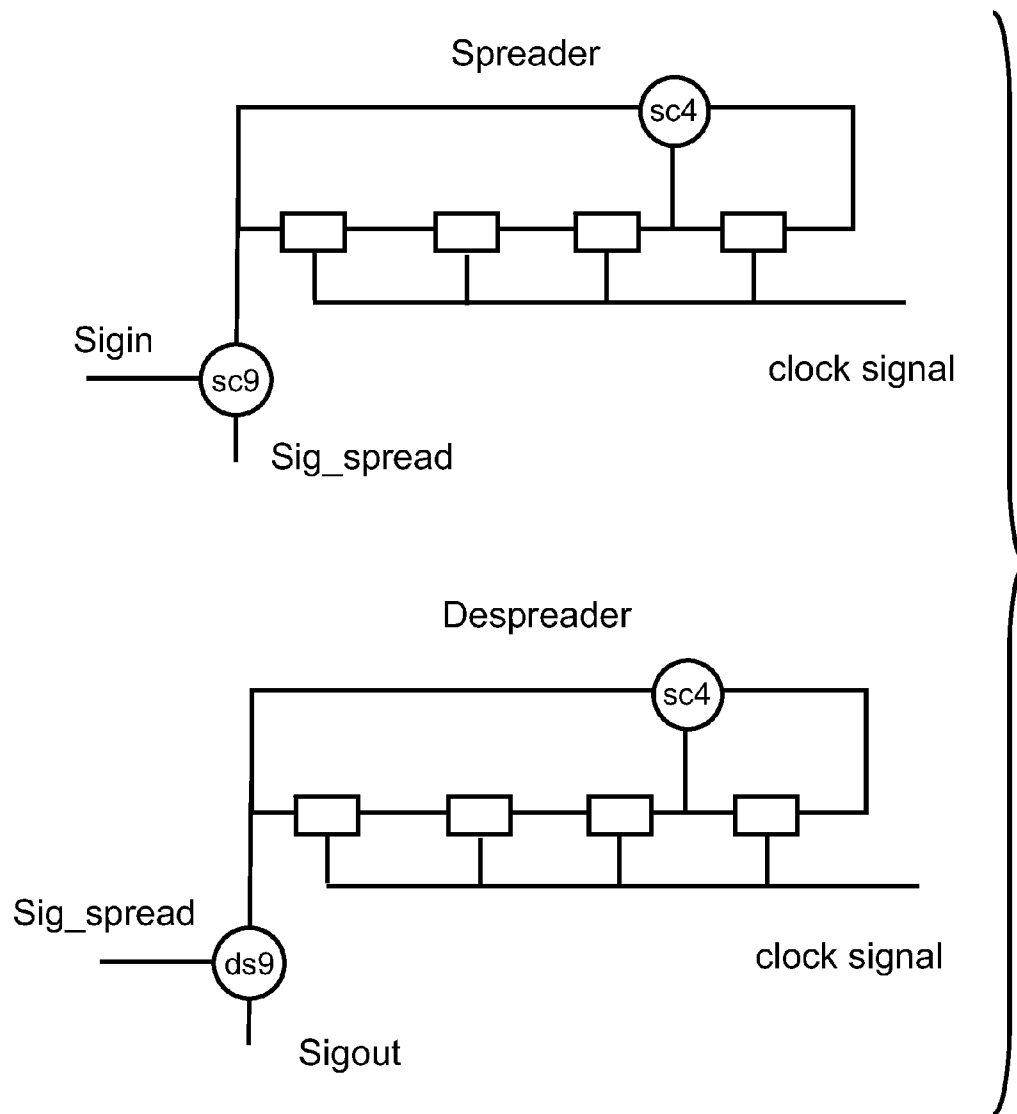 Spreader
sc4
Sigin
sc9
clock signal
Sig_spread
Despreader
sc4
Sig_spread
ds9
clock signal
Sigout